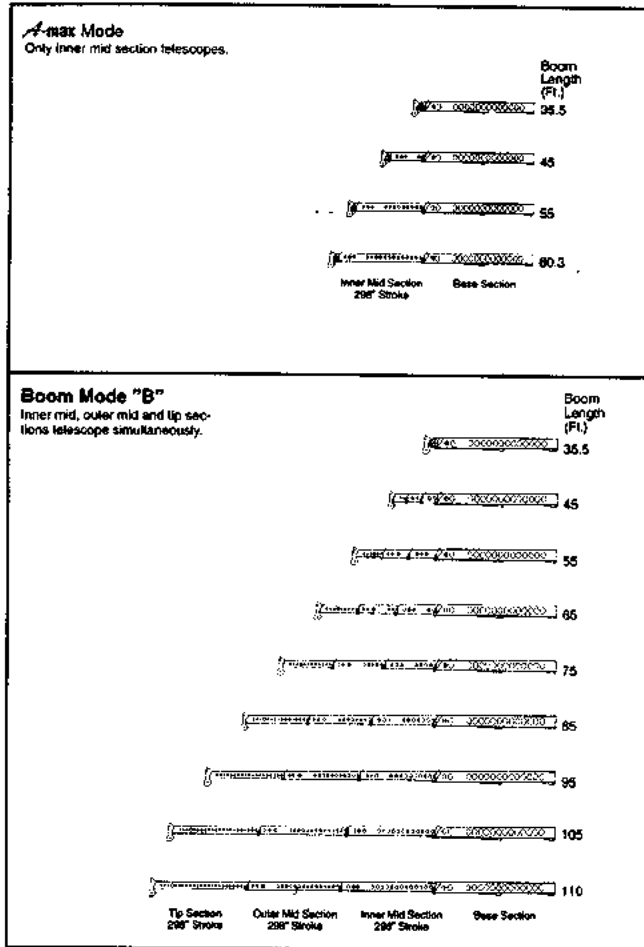 A-max Mode
Only inner mid section telescopes.
Boom
Length
(Ft.)
35.5
45
55
60.3
Inner Mid Section
298" Stroke
Base Section
Boom Mode "B"
Inner mid, outer mid and tip sec-
tions telescope simultaneously.
Boom
Length
(Ft.)
35.5
45
55
65
75
85
95
105
110
Tip Section
298" Stroke
Outer Mid Section
298" Stroke
Inner Mid Section
298" Stroke
Base Section